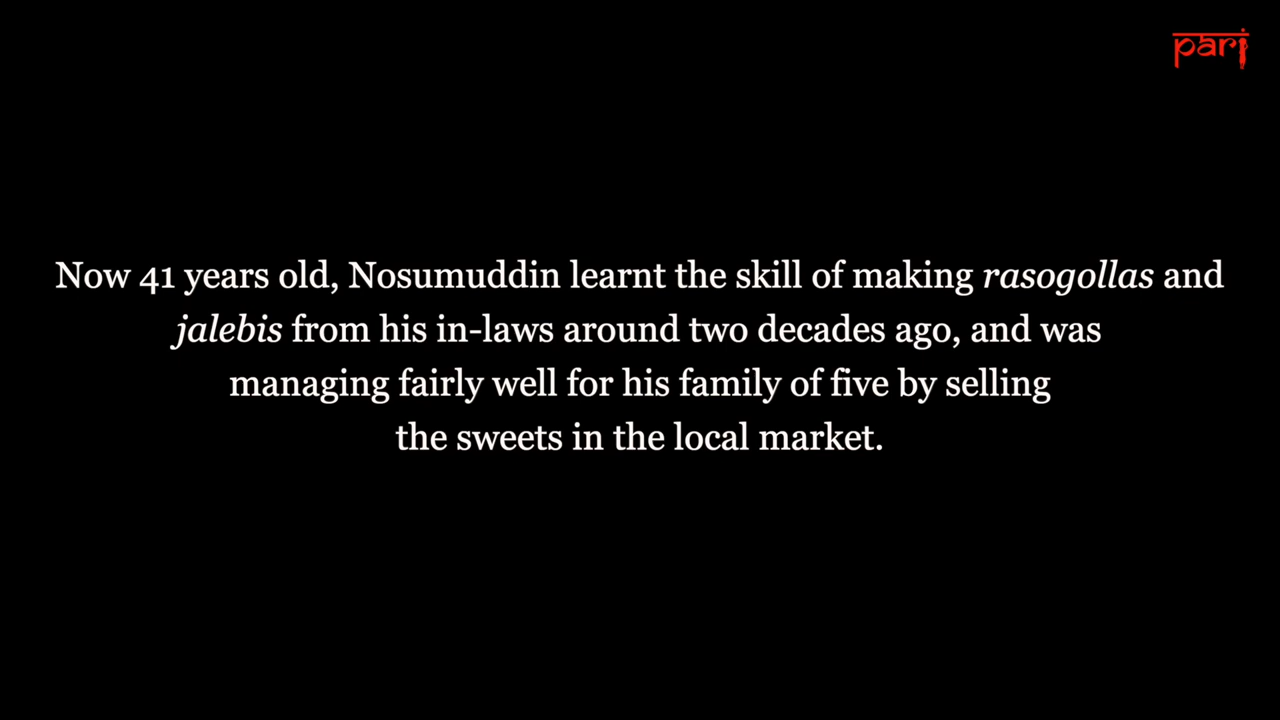 pari
Now 41 years old, Nosumuddin learnt the skill of making rasogollas and
jalebis from his in-laws around two decades ago, and was
managing fairly well for his family of five by selling
the sweets in the local market.